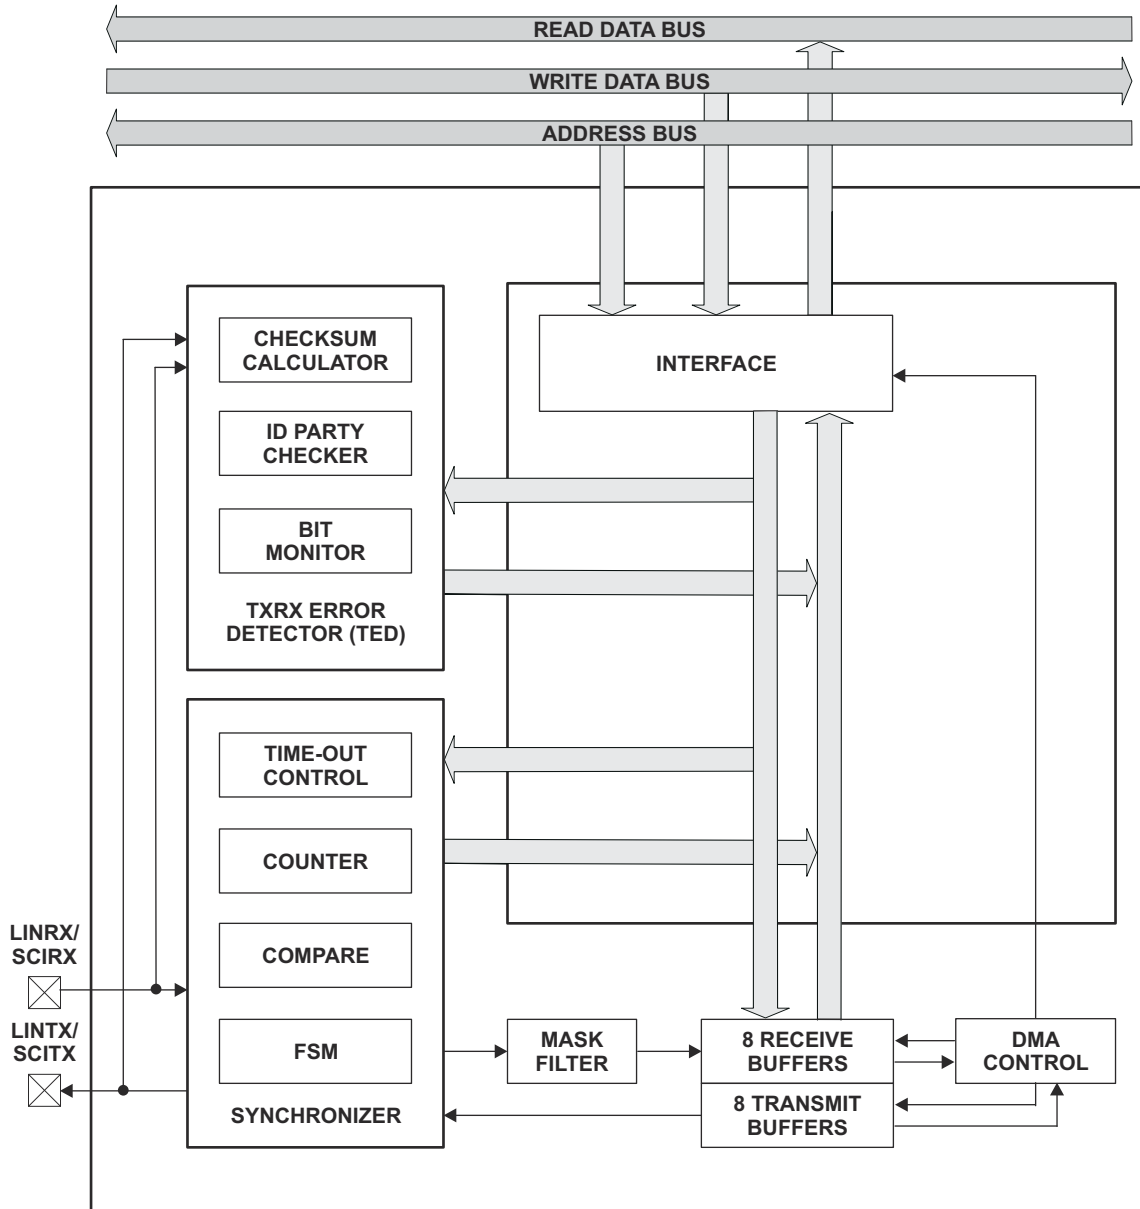 READ DATA BUS
WRITE DATA BUS
ADDRESS BUS
CHECKSUM
CALCULATOR
INTERFACE
ID PARTY
CHECKER
BIT
MONITOR
TXRX ERROR
DETECTOR (TED)
TIME-OUT
CONTROL
COUNTER
COMPARE
LINRX/
SCIRX
LINTX/
SCITX
FSM
SYNCHRONIZER
MASK
FILTER
8 RECEIVE
BUFFERS
8 TRANSMIT
BUFFERS
DMA
CONTROL